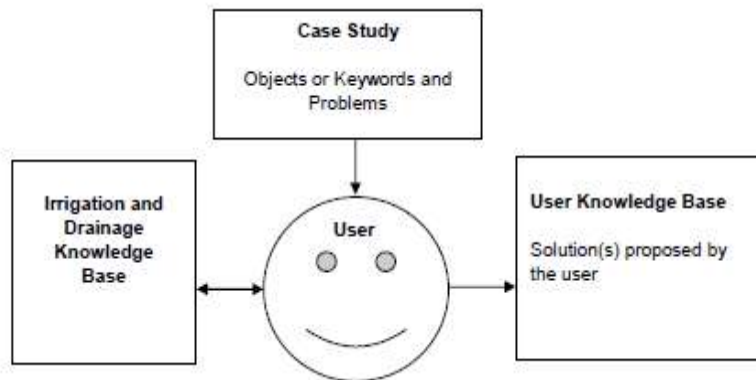 Case Study
Objects or Keywords and
Problems
Irrigation and
Drainage
Knowledge
Base
User
User Knowledge Base
Solution(s) proposed by
the user